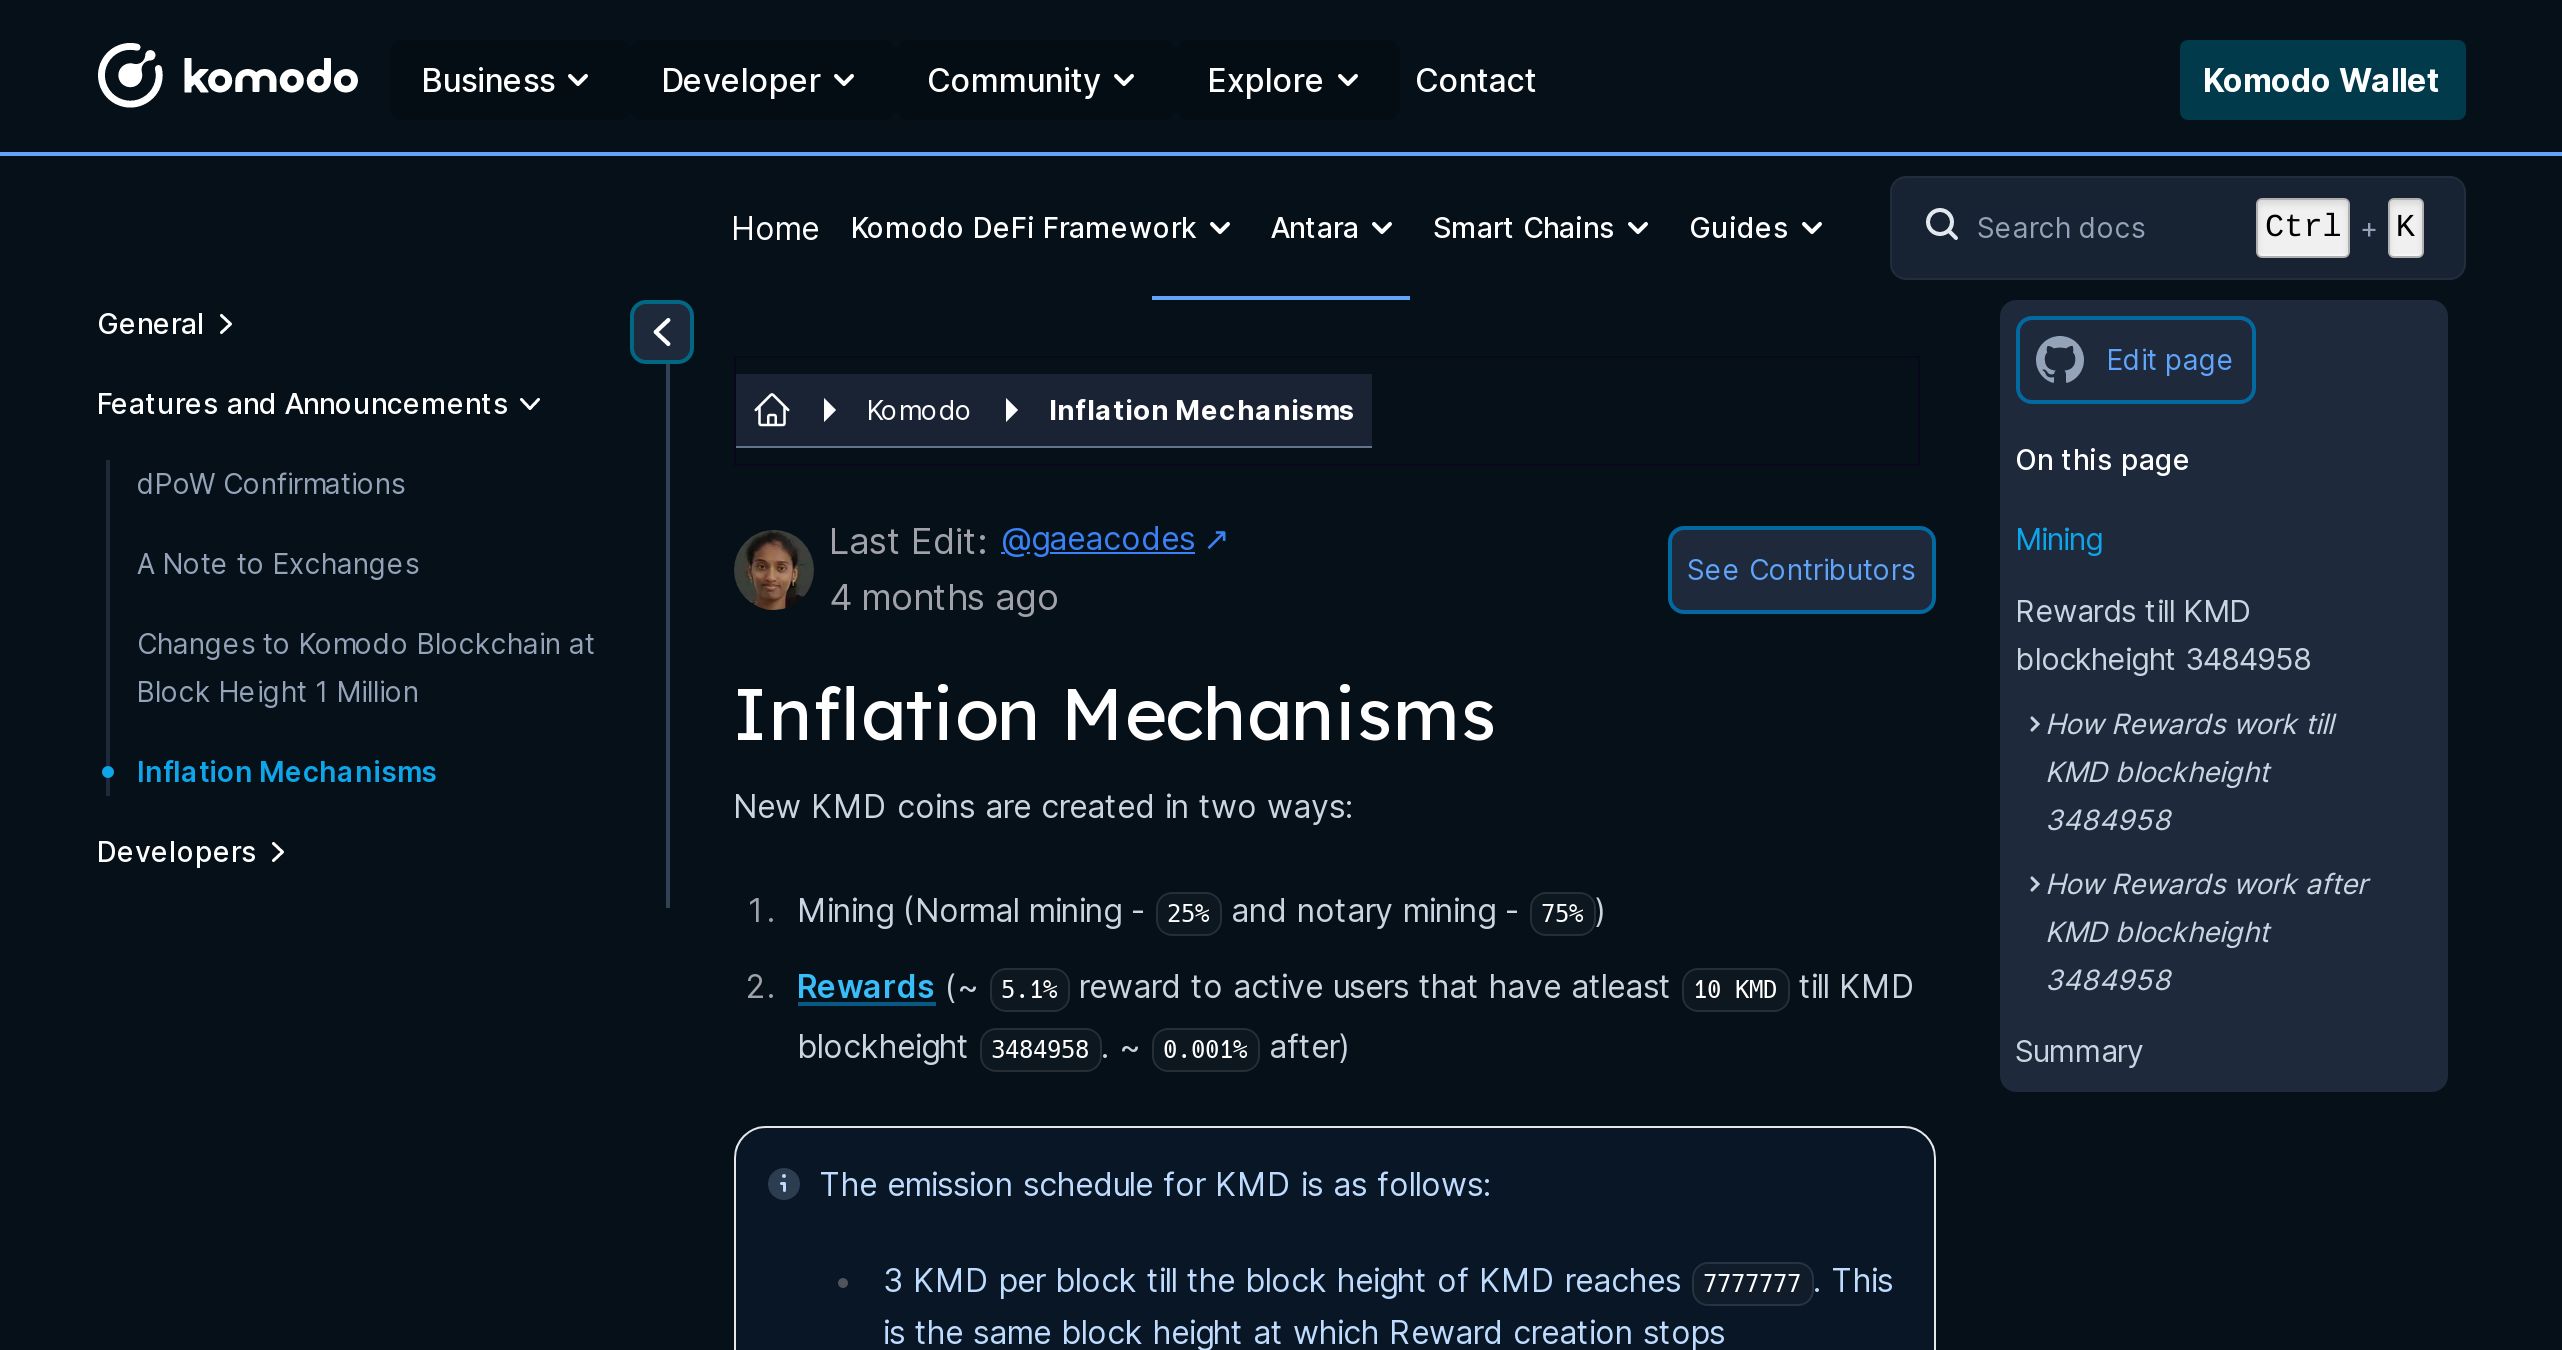 komodo Business Developer Community Explore Contact Komodo Wallet
Home Komodo DeFi Framework Antara Smart Chains Guides Search docs Ctrl + K
General
Features and Announcements
dPoW Confirmations
A Note to Exchanges
Changes to Komodo Blockchain at
Block Height 1 Million
Inflation Mechanisms
Developers
Komodo Inflation Mechanisms
Last Edit: @gaeacodes ↗
4 months ago
See Contributors
Inflation Mechanisms
New KMD coins are created in two ways:
1. Mining (Normal mining - 25% and notary mining - 75%)
2. Rewards (~ 5.1% reward to active users that have atleast 10 KMD till KMD
blockheight 3484958. ~ 0.001% after)
The emission schedule for KMD is as follows:
• 3 KMD per block till the block height of KMD reaches 7777777. This
is the same block height at which Reward creation stops
Edit page
On this page
Mining
Rewards till KMD
blockheight 3484958
How Rewards work till
KMD blockheight
3484958
How Rewards work after
KMD blockheight
3484958
Summary